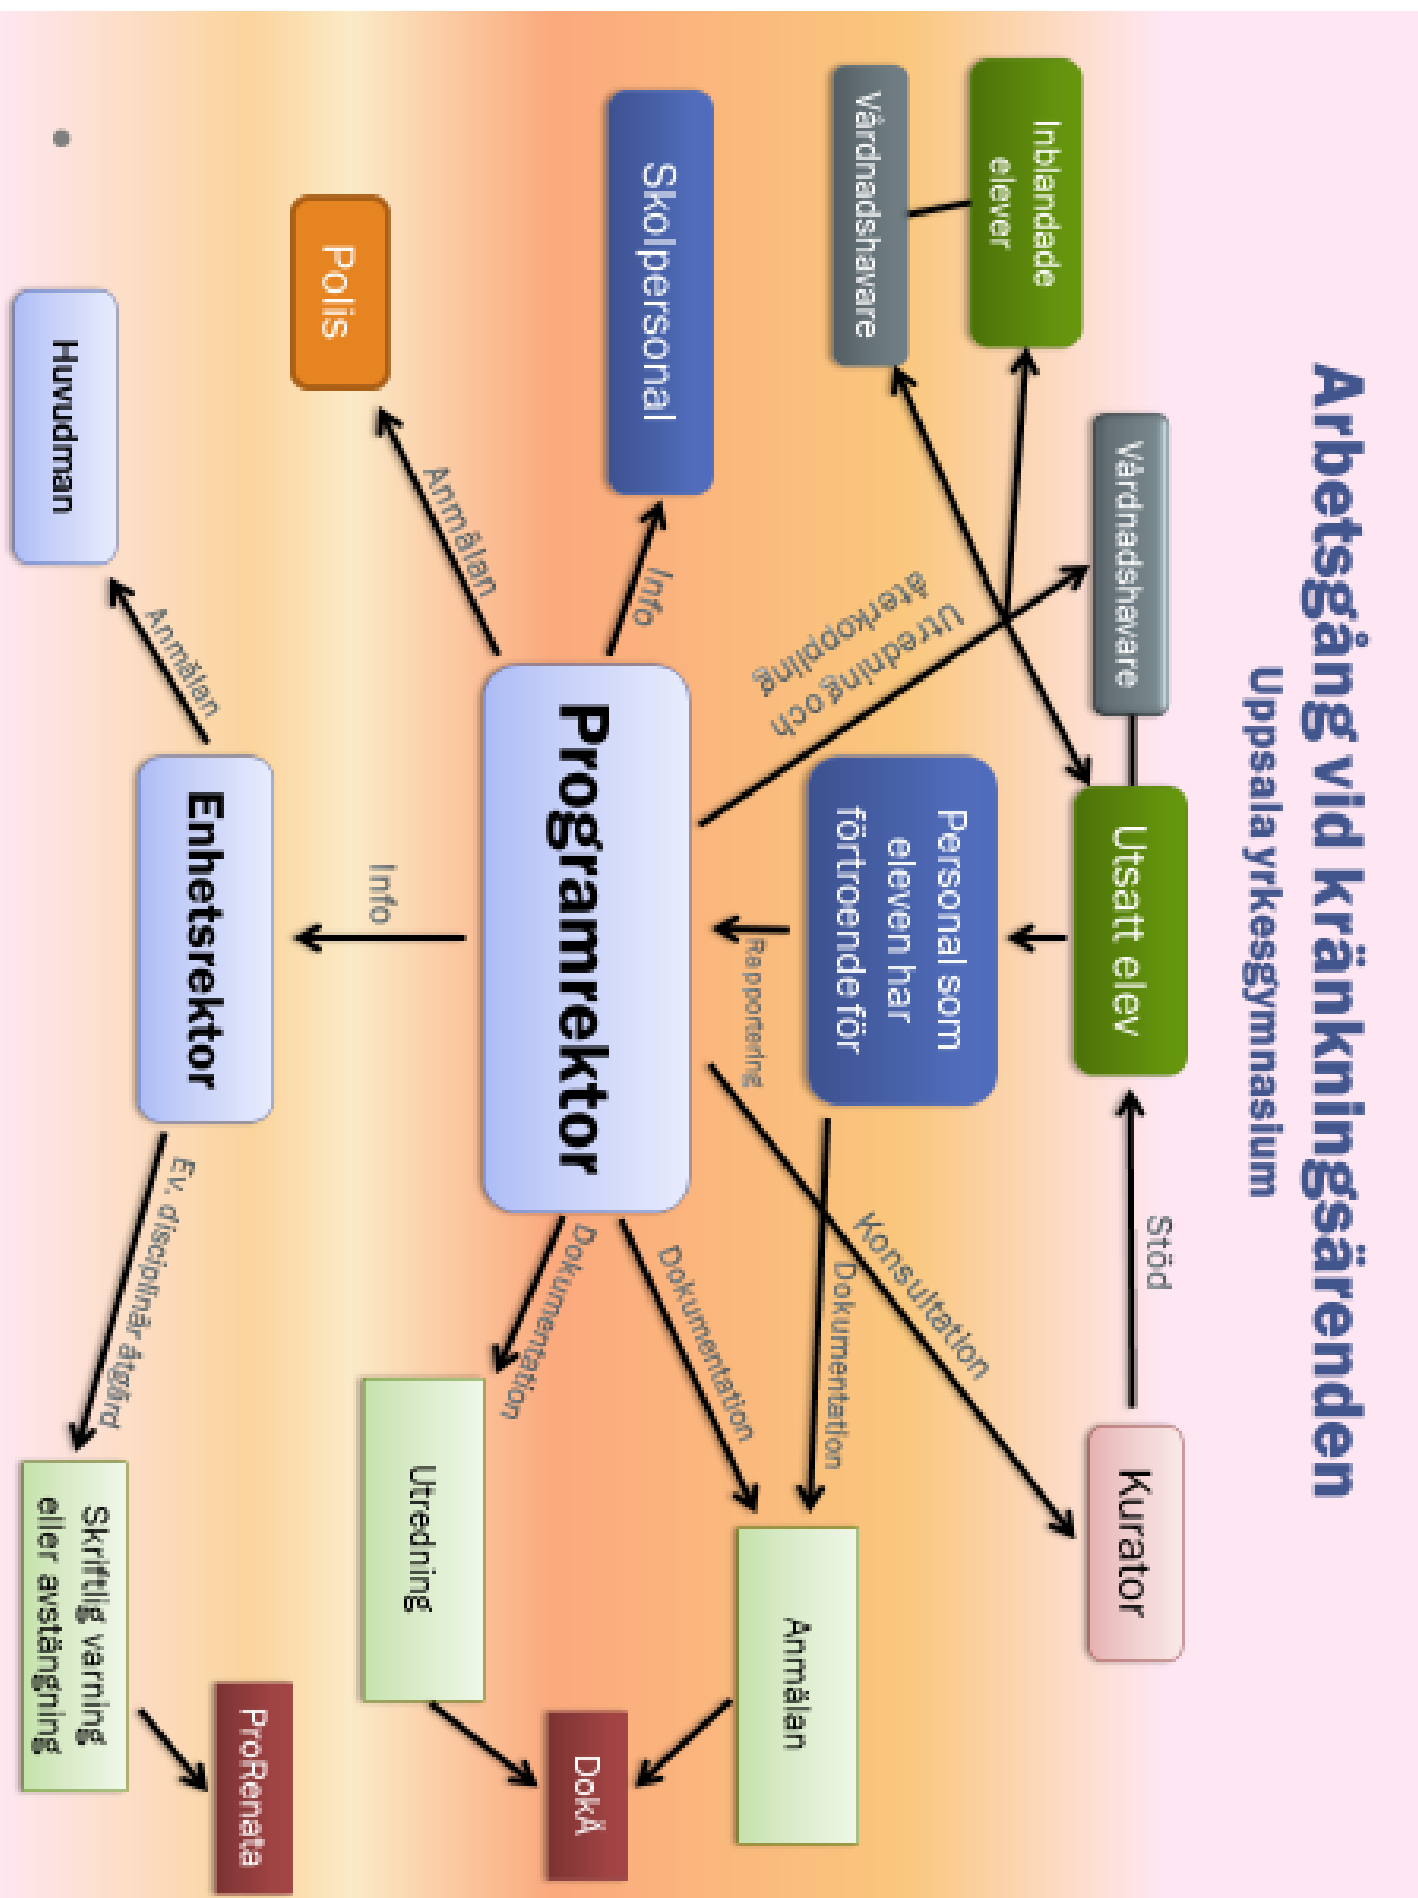 Arbetsgång vid kränkningsärenden
Uppsala yrkesgymnasium
Inblandade
elever
Vårdnadshavare
Vårdnadshavare
Utsatt elev
Stöd
Kurator
Personal som
eleven har
förtroende för
Utredning och
återkoppling
Rapportering
Konsultation
Dokumentation
Anmälan
Skolpersonal
Info
Programrektor
Dokumentation
Dokumentation
DokÄ
Utredning
Polis
Anmälan
Info
Enhetsrektor
Huvudman
Anmälan
Ev. disciplinär åtgärd
Skriftlig varning
eller avstängning
ProRenata